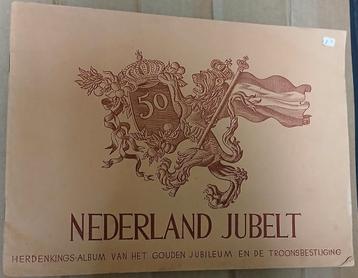 50
NEDERLAND JUBELT
HERDENKINGS-ALBUM VAN HET GOUDEN JUBILEUM EN DE TROONSBESTIJGING